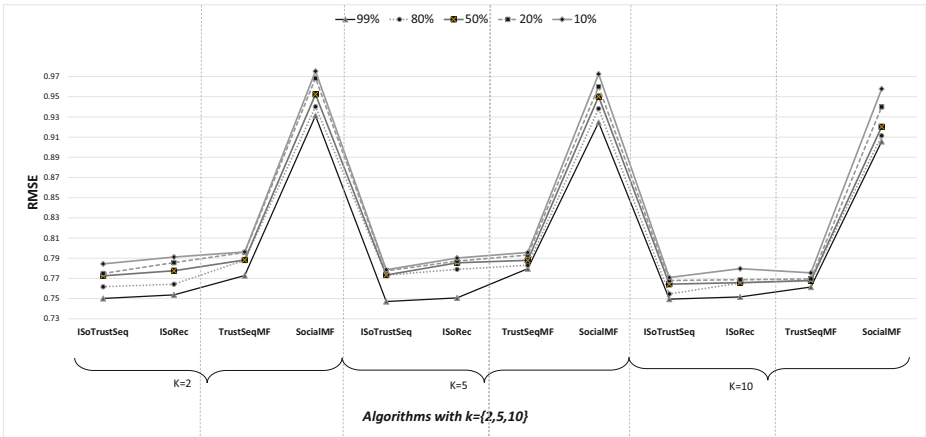 99% 80% 50% 20% 10%
0.97
0.95
0.93
0.91
0.89
0.87
0.85
0.83
0.81
0.79
0.77
0.75
0.73
RMSE
ISoTrustSeq ISoRec TrustSeqMF SocialMF ISoTrustSeq ISoRec TrustSeqMF SocialMF ISoTrustSeq ISoRec TrustSeqMF SocialMF
K=2 K=5 K=10
Algorithms with k={2,5,10}